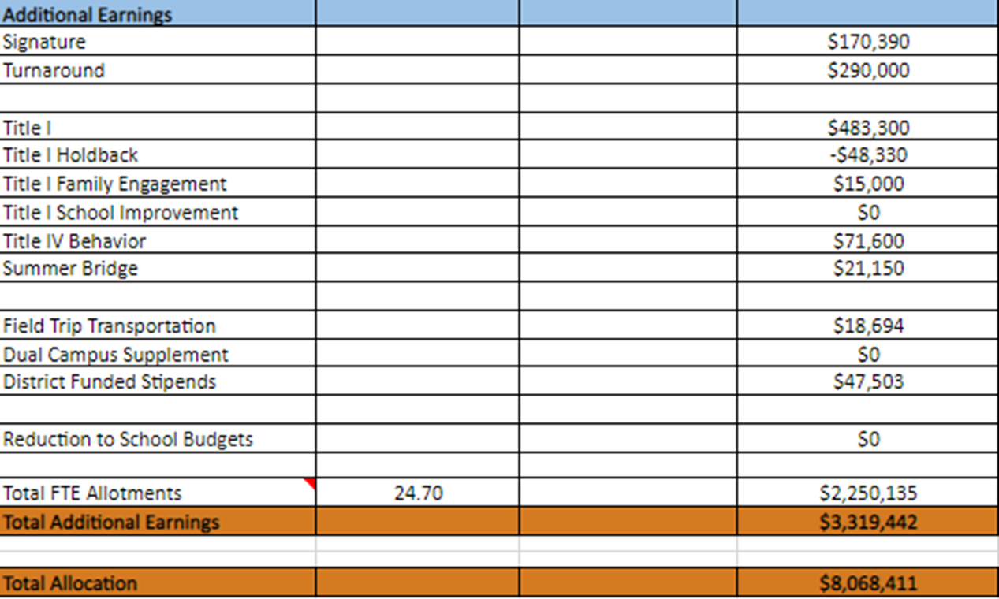 Additional Earnings
Signature $170,390
Turnaround $290,000
Title I $483,300
Title I Holdback -$48,330
Title I Family Engagement $15,000
Title I School Improvement $0
Title IV Behavior $71,600
Summer Bridge $21,150
Field Trip Transportation $18,694
Dual Campus Supplement $0
District Funded Stipends $47,503
Reduction to School Budgets $0
Total FTE Allotments 24.70 $2,250,135
Total Additional Earnings $3,319,442
Total Allocation $8,068,411